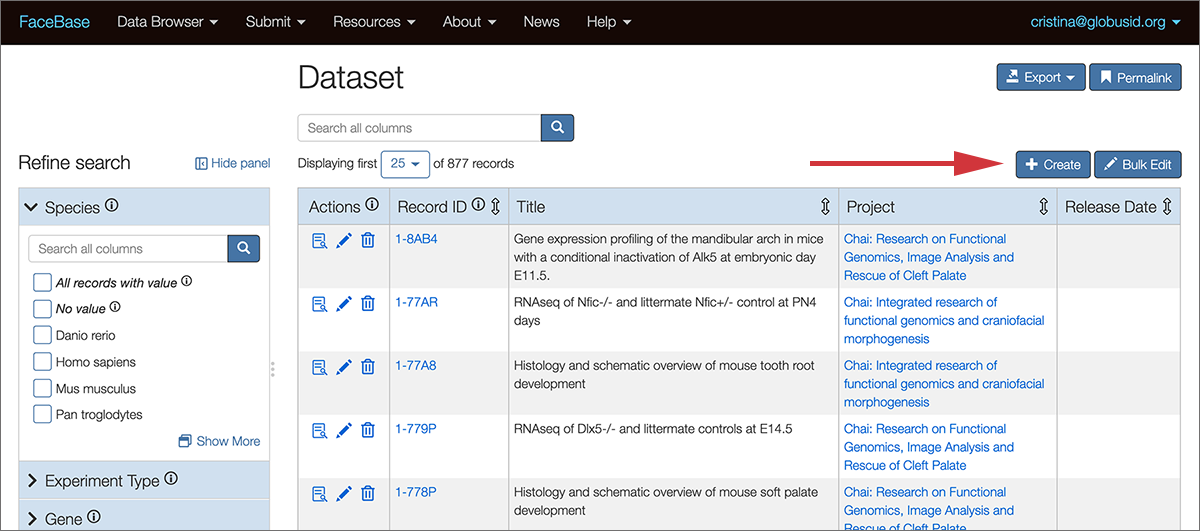 FaceBase Data Browser Submit Resources About News Help cristina@globusid.org
Dataset
Export Permalink
Search all columns
Refine search Hide panel
Displaying first 25 of 877 records
Create Bulk Edit
Species
Search all columns
All records with value
No value
Danio rerio
Homo sapiens
Mus musculus
Pan troglodytes
Show More
Experiment Type
Gene
Actions Record ID Title Project Release Date
1-8AB4
Gene expression profiling of the mandibular arch in mice
with a conditional inactivation of Alk5 at embryonic day
E11.5.
Chai: Research on Functional
Genomics, Image Analysis and
Rescue of Cleft Palate
1-77AR
RNAseq of Nfic-/- and littermate Nfic+/- control at PN4
days
Chai: Integrated research of
functional genomics and craniofacial
morphogenesis
1-77A8
Histology and schematic overview of mouse tooth root
development
Chai: Integrated research of
functional genomics and craniofacial
morphogenesis
1-779P
RNAseq of Dlx5-/- and littermate controls at E14.5
Chai: Research on Functional
Genomics, Image Analysis and
Rescue of Cleft Palate
1-778P
Histology and schematic overview of mouse soft palate
development
Chai: Research on Functional
Genomics, Image Analysis and